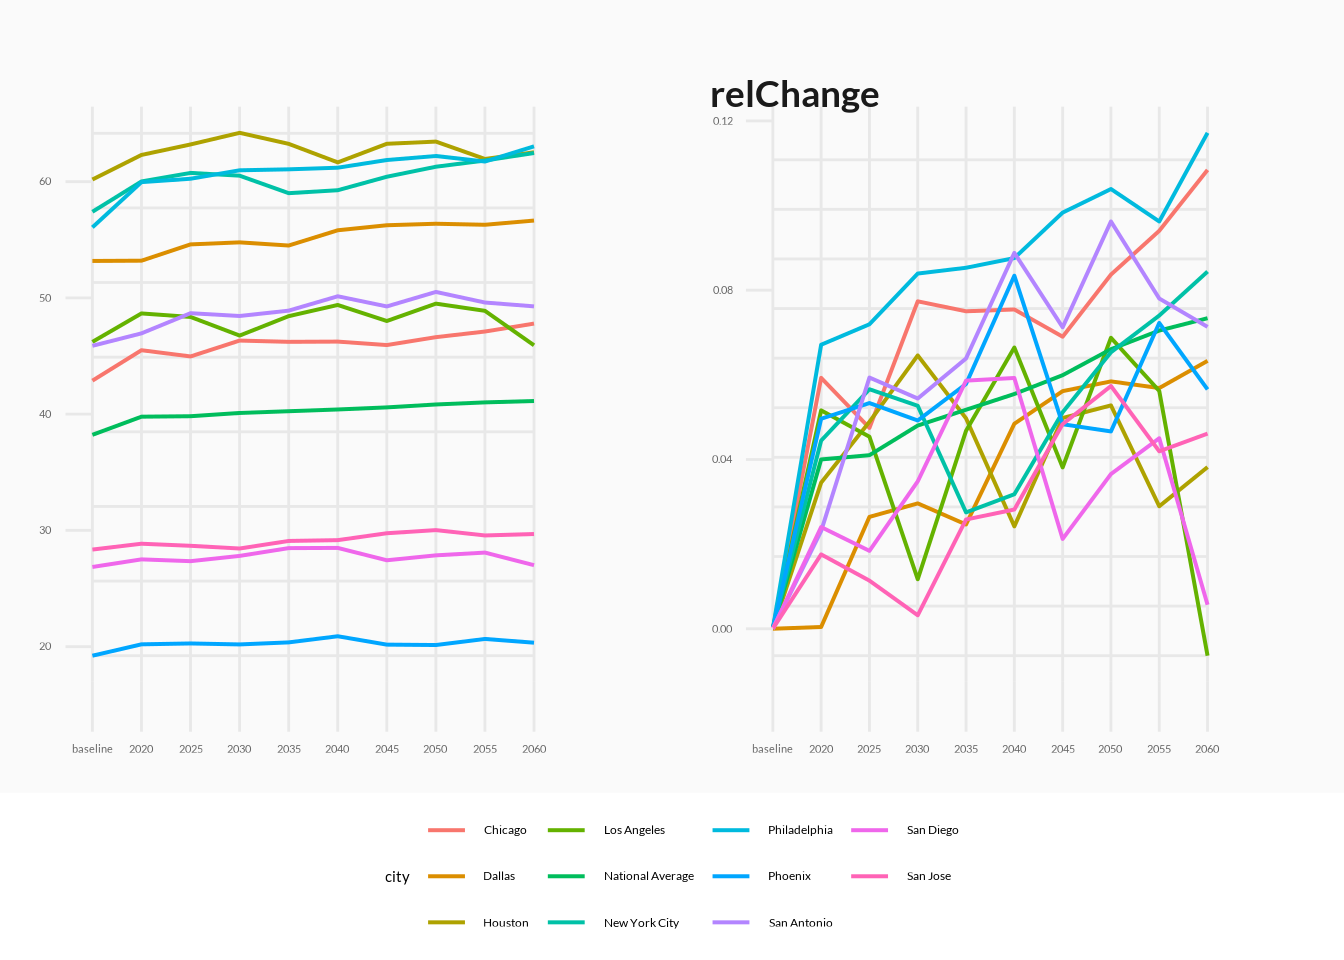 relChange
60
50
40
30
20
baseline 2020 2025 2030 2035 2040 2045 2050 2055 2060
0.12
0.08
0.04
0.00
baseline 2020 2025 2030 2035 2040 2045 2050 2055 2060
city
Chicago Los Angeles Philadelphia San Diego
Dallas National Average Phoenix San Jose
Houston New York City San Antonio